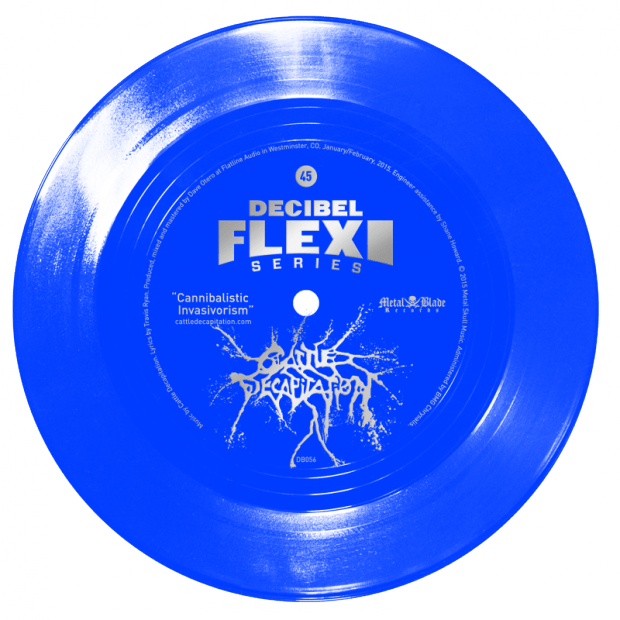 Music by Cattle Decapitation, Lyrics by Travis Ryan. Produced, mixed and mastered by Dave Otero at Flatline Audio in Westminster, CO. January/February, 2015. Engineer assistance by Shane Howard. © 2015 Metal Skull Music. Administered by BMG Chrysalis.
45
DECIBEL
FLEXI
SERIES
"Cannibalistic
Invasivorism"
cattledecapitation.com
Metal Blade
Records
CATTLE
DECAPITATION
DB056